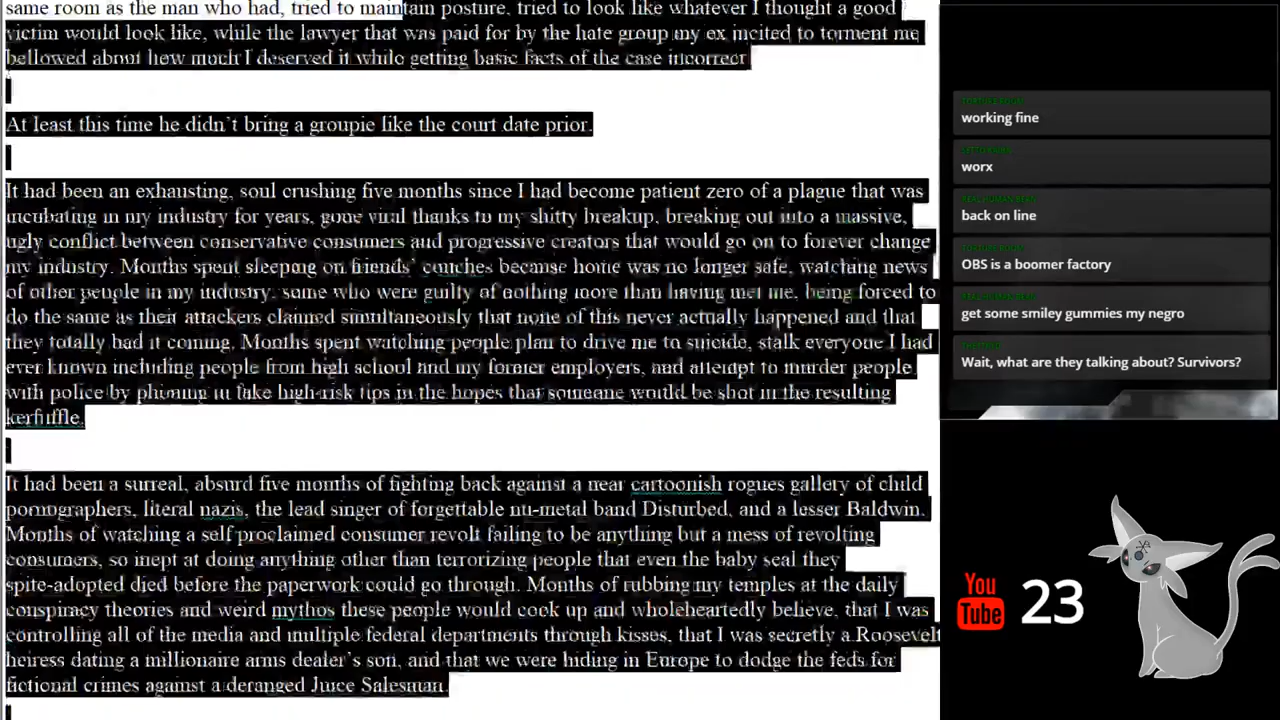 same room as the man who had, tried to maintain posture, tried to look like whatever I thought a good
victim would look like, while the lawyer that was paid for by the hate group my ex incited to torment me
bellowed about how much I deserved it while getting basic facts of the case incorrect
At least this time he didn't bring a groupie like the court date prior.
It had been an exhausting, soul crushing five months since I had become patient zero of a plague that was
incubating in my industry for years, gone viral thanks to my shitty breakup, breaking out into a massive,
ugly conflict between conservative consumers and progressive creators that would go on to forever change
my industry. Months spent sleeping on friends' couches because home was no longer safe, watching news
of other people in my industry, some who were guilty of nothing more than having met me, being forced to
do the same as their attackers claimed simultaneously that none of this never actually happened and that
they totally had it coming. Months spent watching people plan to drive me to suicide, stalk everyone I had
ever known including people from high school and my former employers, and attempt to murder people
with police by phoning in fake high-risk tips in the hopes that someone would be shot in the resulting
kerfuffle.
It had been a surreal, absurd five months of fighting back against a near cartoonish rogues gallery of child
pornographers, literal nazis, the lead singer of forgettable nu-metal band Disturbed, and a lesser Baldwin.
Months of watching a self proclaimed consumer revolt failing to be anything but a mess of revolting
consumers, so inept at doing anything other than terrorizing people that even the baby seal they
spite-adopted died before the paperwork could go through. Months of rubbing my temples at the daily
conspiracy theories and weird mythos these people would cook up and wholeheartedly believe, that I was
controlling all of the media and multiple federal departments through kisses, that I was secretly a Roosevelt
heiress dating a millionaire arms dealer's son, and that we were hiding in Europe to dodge the feds for
fictional crimes against a deranged Juice Salesman.
working fine
worx
back on line
OBS is a boomer factory
get some smiley gummies my negro
Wait, what are they talking about? Survivors?
You
Tube
23